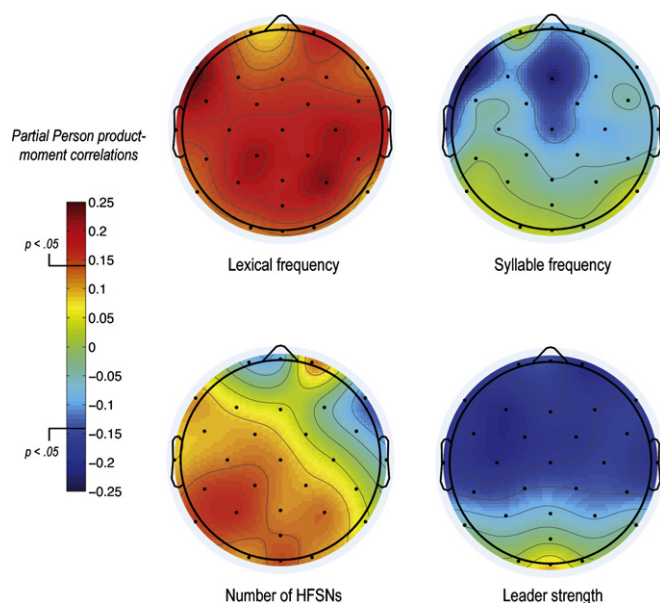 Partial Person product-
moment correlations
0.25
0.2
p < .05
0.15
0.1
0.05
0
−0.05
−0.1
−0.15
p < .05
−0.2
−0.25
Lexical frequency
Syllable frequency
Number of HFSNs
Leader strength